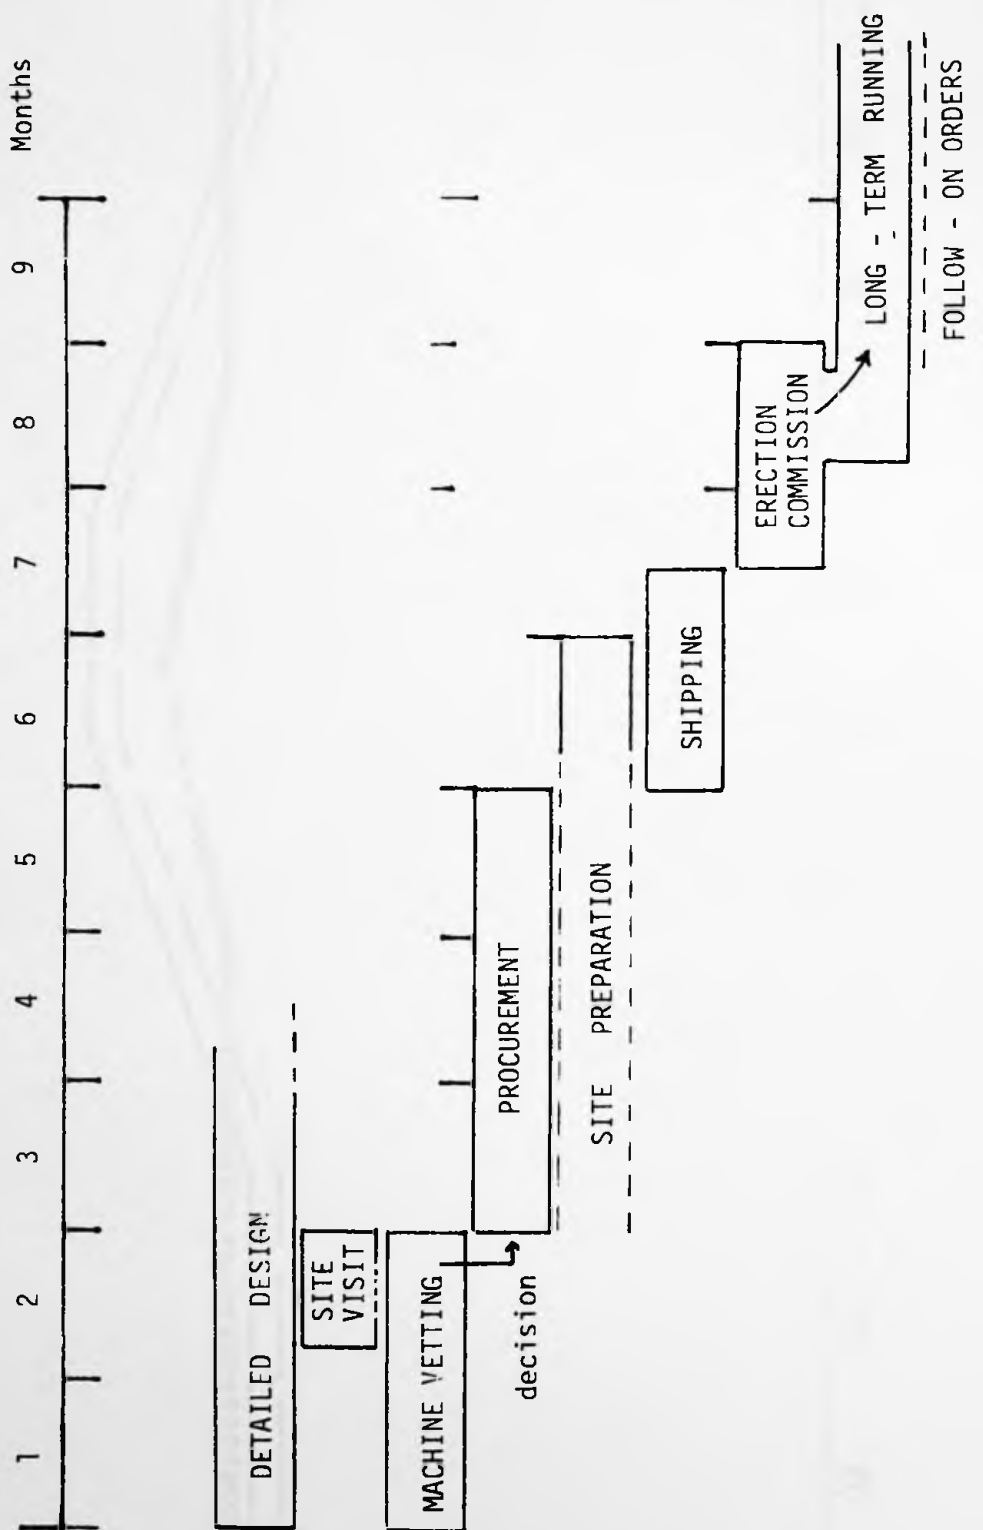 1 2 3 4 5 6 7 8 9 Months
DETAILED DESIGN
SITE
VISIT
MACHINE VETTING
decision
PROCUREMENT
SITE PREPARATION
SHIPPING
ERECTION
COMMISSION
LONG - TERM RUNNING
FOLLOW - ON ORDERS